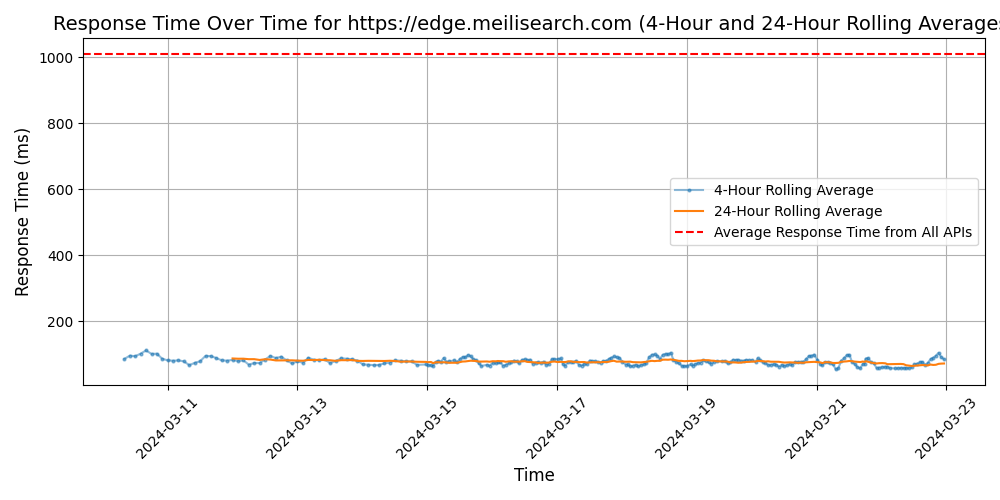 Response Time Over Time for https://edge.meilisearch.com (4-Hour and 24-Hour Rolling Average
Response Time (ms)
1000
800
600
400
200
4-Hour Rolling Average
24-Hour Rolling Average
Average Response Time from All APIs
2024-03-11
2024-03-13
2024-03-15
2024-03-17
2024-03-19
2024-03-21
2024-03-23
Time